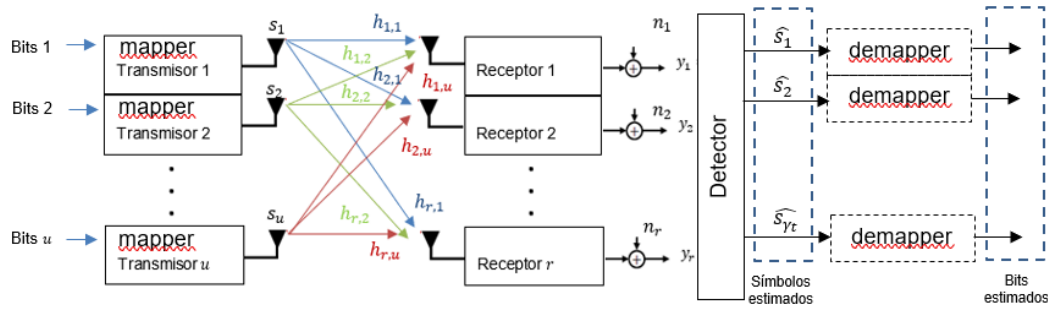 Bits 1
mapper
Transmisor 1
s₁
h₁,₁
h₁,₂
h₂,₁
h₁,ᵤ
Receptor 1
n₁
y₁
ŝ₁
demapper
Bits 2
mapper
Transmisor 2
s₂
h₂,₂
h₂,ᵤ
Receptor 2
n₂
y₂
Detector
ŝ₂
demapper
Bits u
mapper
Transmisor u
sᵤ
hᵣ,₂
hᵣ,₁
hᵣ,ᵤ
Receptor r
nᵣ
yᵣ
ŝ_γt
demapper
Símbolos
estimados
Bits
estimados